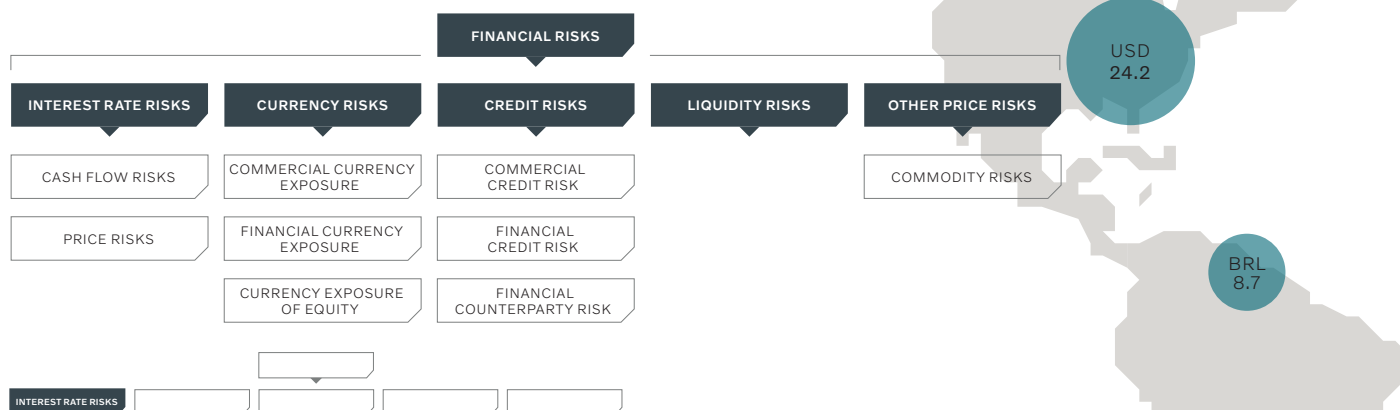 FINANCIAL RISKS
INTEREST RATE RISKS
CURRENCY RISKS
CREDIT RISKS
LIQUIDITY RISKS
OTHER PRICE RISKS
CASH FLOW RISKS
COMMERCIAL CURRENCY
EXPOSURE
COMMERCIAL
CREDIT RISK
COMMODITY RISKS
PRICE RISKS
FINANCIAL CURRENCY
EXPOSURE
FINANCIAL
CREDIT RISK
CURRENCY EXPOSURE
OF EQUITY
FINANCIAL
COUNTERPARTY RISK
INTEREST RATE RISKS
USD
24.2
BRL
8.7